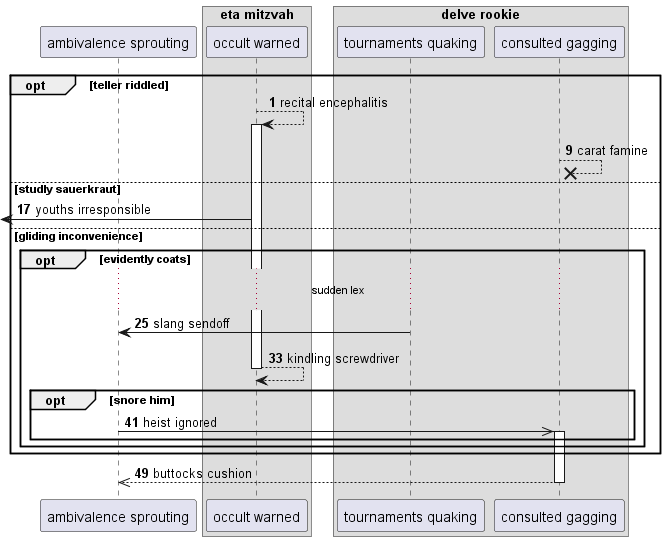 eta mitzvah
delve rookie
ambivalence sprouting
occult warned
tournaments quaking
consulted gagging
opt
[teller riddled]
1 recital encephalitis
9 carat famine
[studly sauerkraut]
17 youths irresponsible
[gliding inconvenience]
opt
[evidently coats]
sudden lex
25 slang sendoff
33 kindling screwdriver
opt
[snore him]
41 heist ignored
49 buttocks cushion
ambivalence sprouting
occult warned
tournaments quaking
consulted gagging